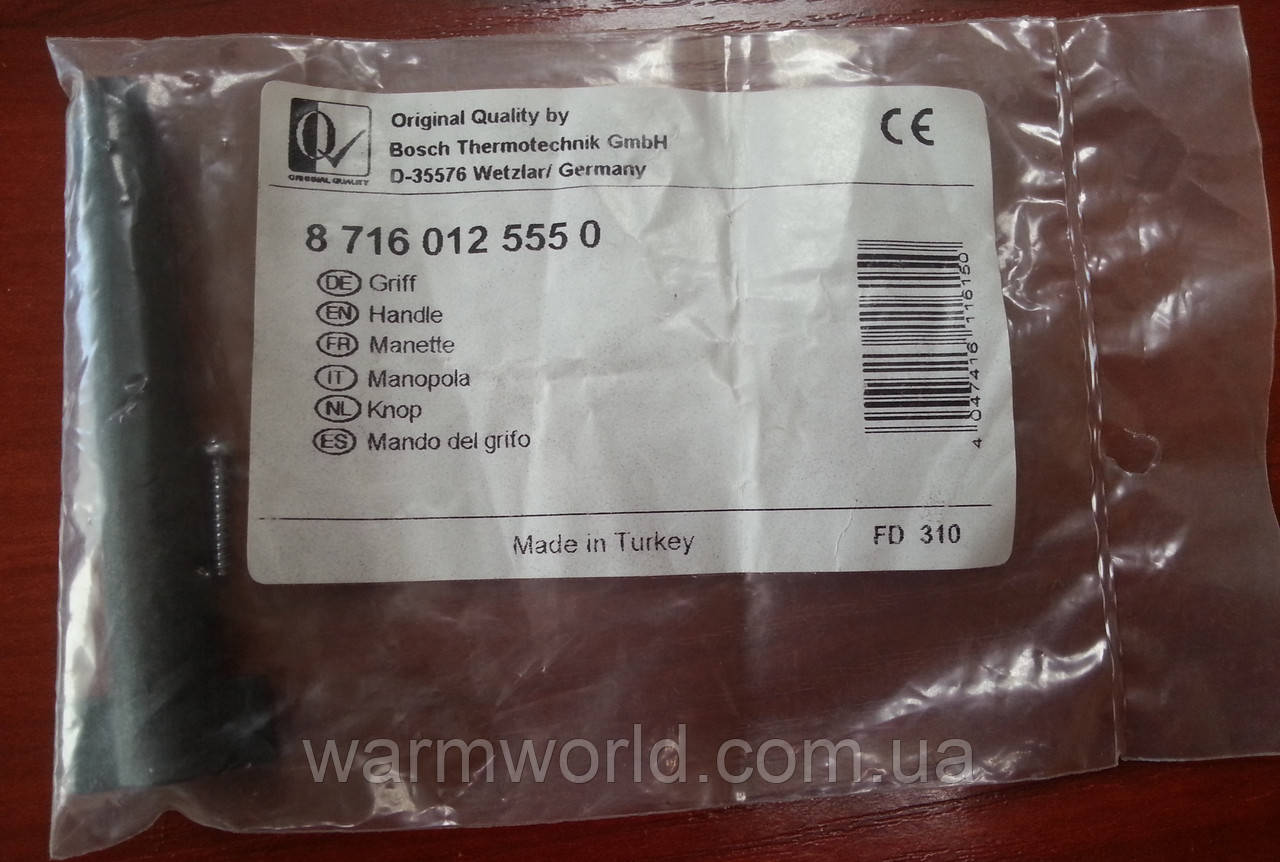 Original Quality by
Bosch Thermotechnik GmbH
D-35576 Wetzlar/ Germany
ORIGINAL QUALITY
CE
8 716 012 555 0
DE Griff
EN Handle
FR Manette
IT Manopola
NL Knop
ES Mando del grifo
4 047416 116150
Made in Turkey
FD 310
warmworld.com.ua